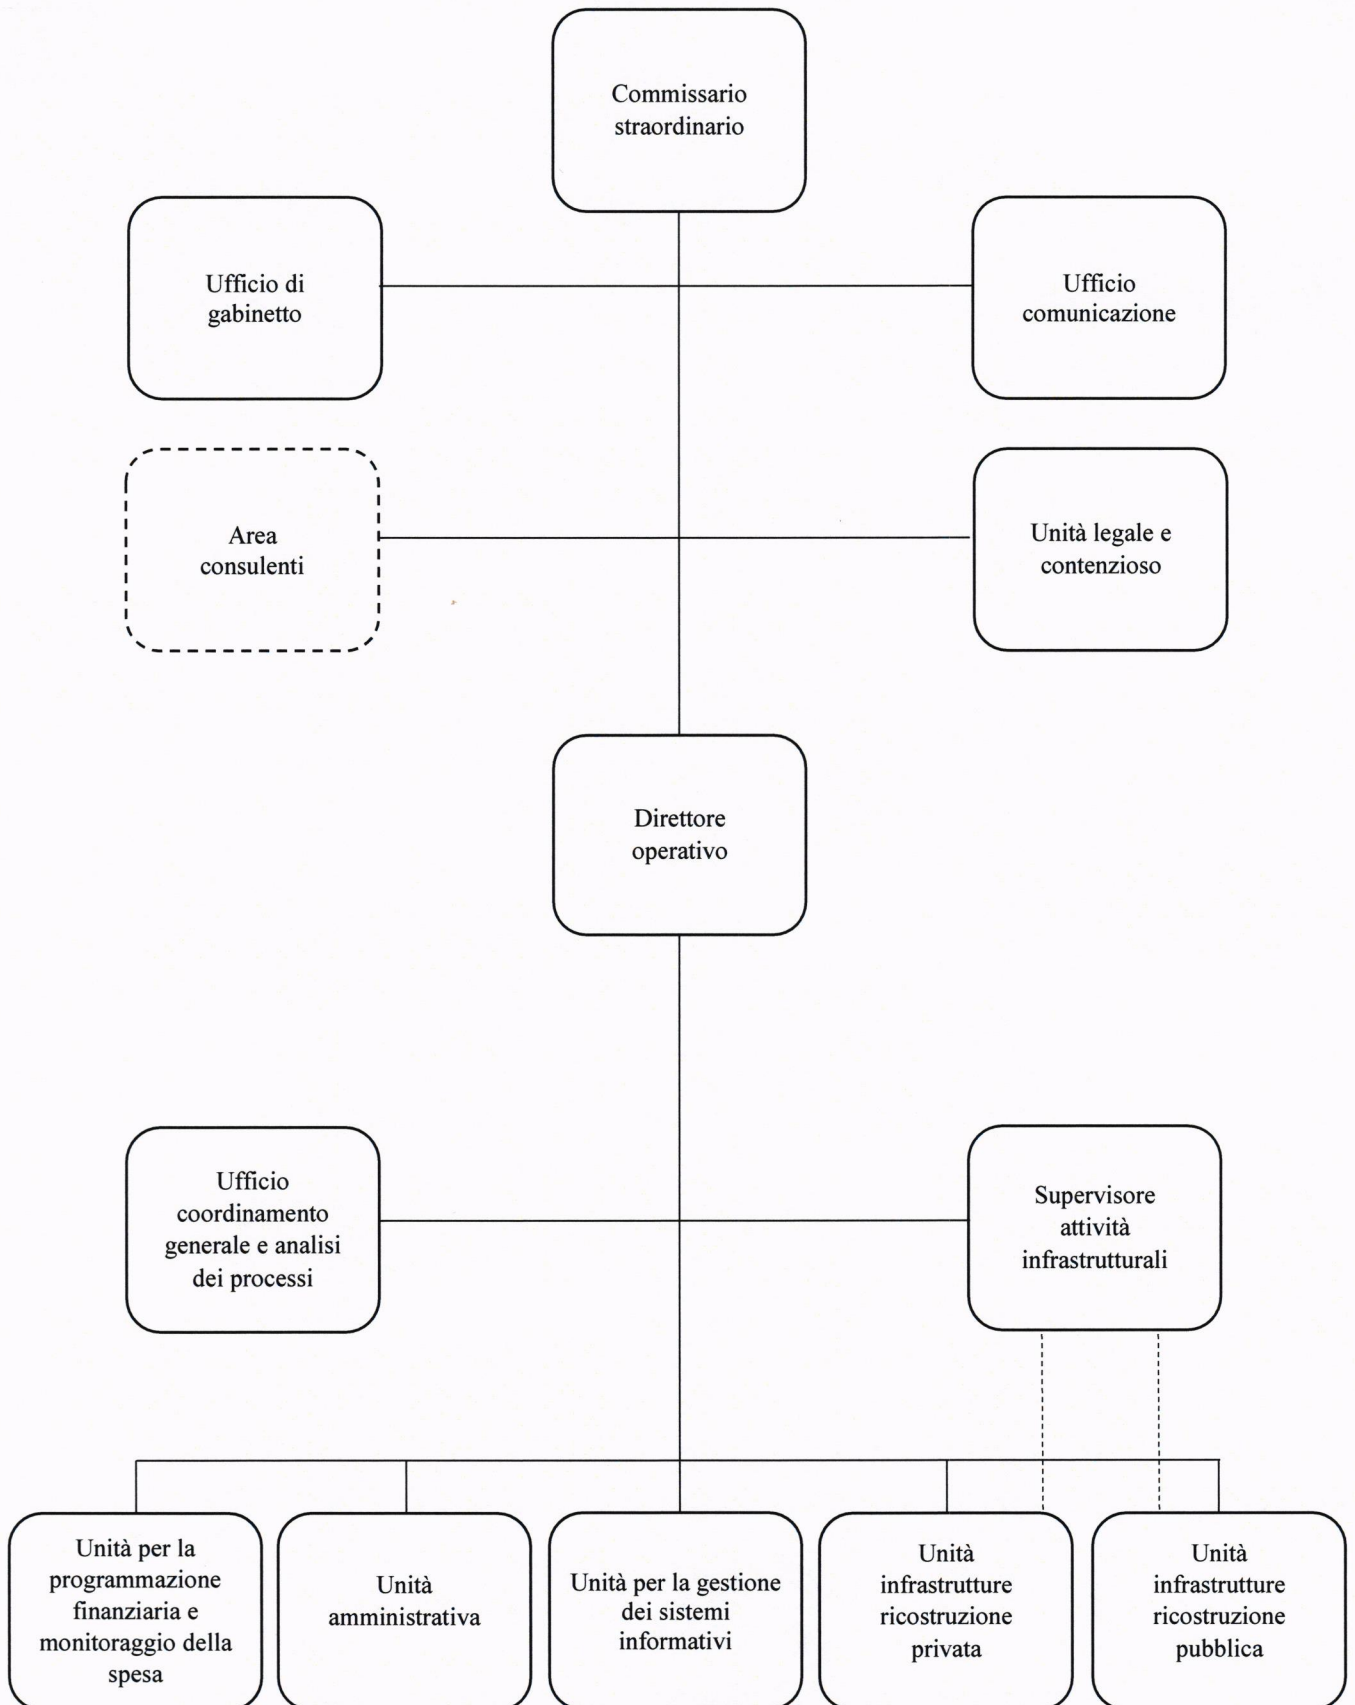 Commissario
straordinario
Ufficio di
gabinetto
Ufficio
comunicazione
Area
consulenti
Unità legale e
contenzioso
Direttore
operativo
Ufficio
coordinamento
generale e analisi
dei processi
Supervisore
attività
infrastrutturali
Unità per la
programmazione
finanziaria e
monitoraggio della
spesa
Unità
amministrativa
Unità per la gestione
dei sistemi
informativi
Unità
infrastrutture
ricostruzione
privata
Unità
infrastrutture
ricostruzione
pubblica